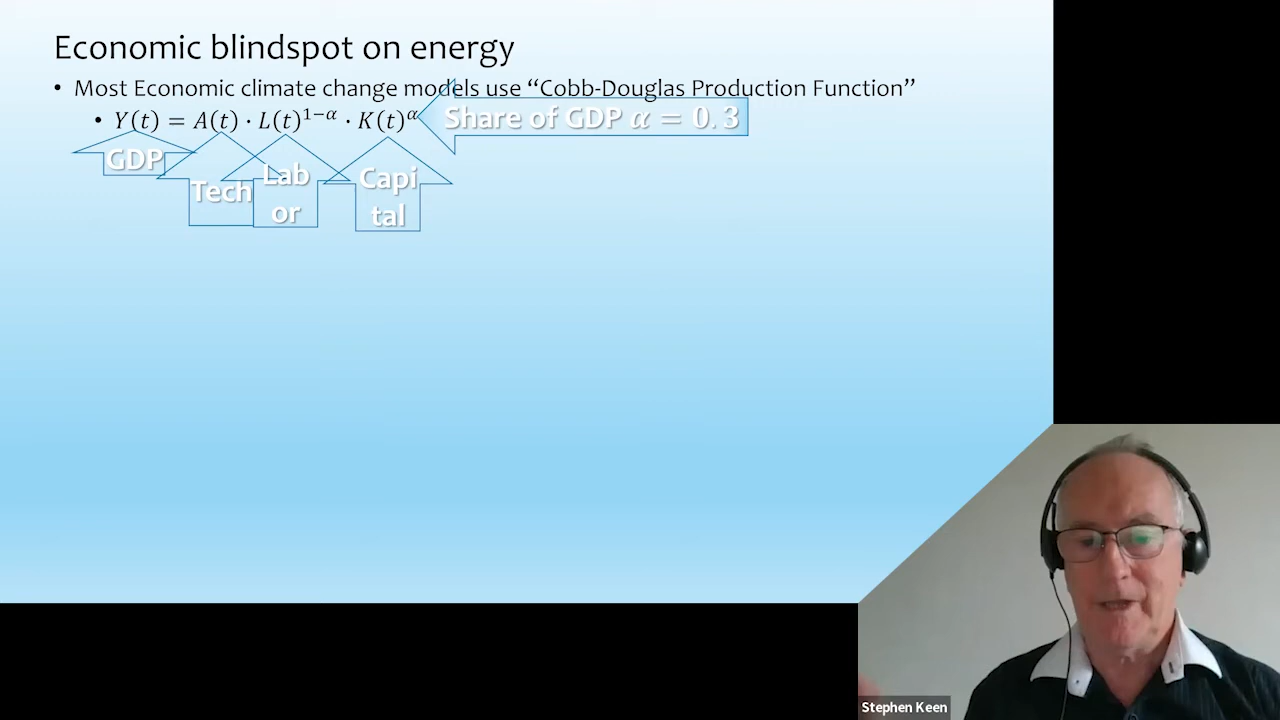 Economic blindspot on energy
• Most Economic climate change models use “Cobb-Douglas Production Function”
• Y(t) = A(t) · L(t)¹⁻ᵅ · K(t)ᵅ
Share of GDP α = 0.3
GDP
Tech
Lab
or
Capi
tal
Stephen Keen